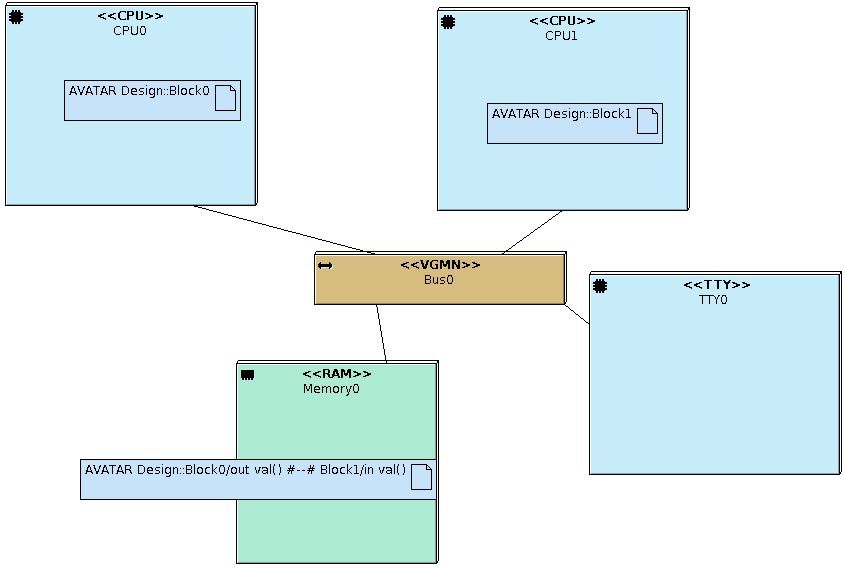 <<CPU>>
CPU0
AVATAR Design::Block0
<<CPU>>
CPU1
AVATAR Design::Block1
<<VGMN>>
Bus0
<<TTY>>
TTY0
<<RAM>>
Memory0
AVATAR Design::Block0/out val() #--# Block1/in val()